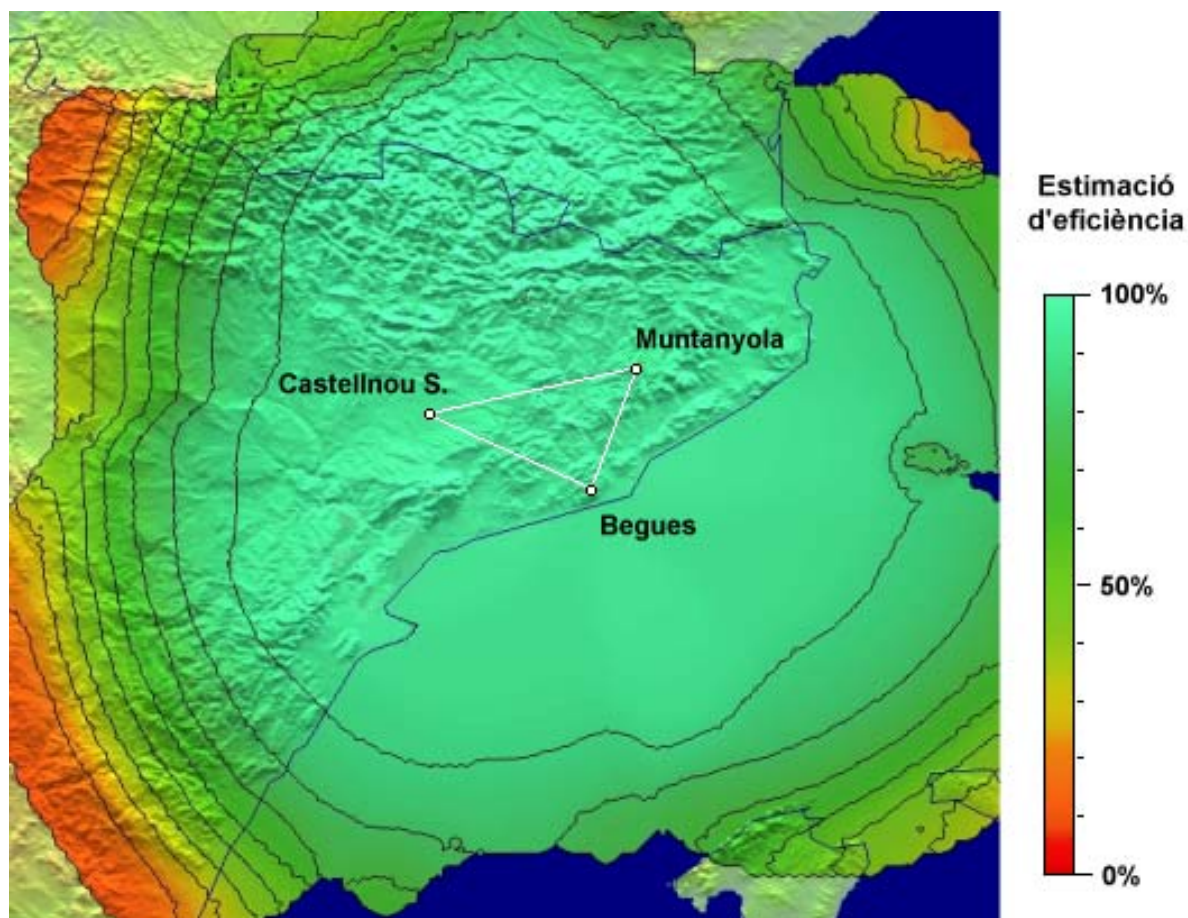 Estimació
d'eficiència
100%
Muntanyola
Castellnou S.
Begues
50%
0%